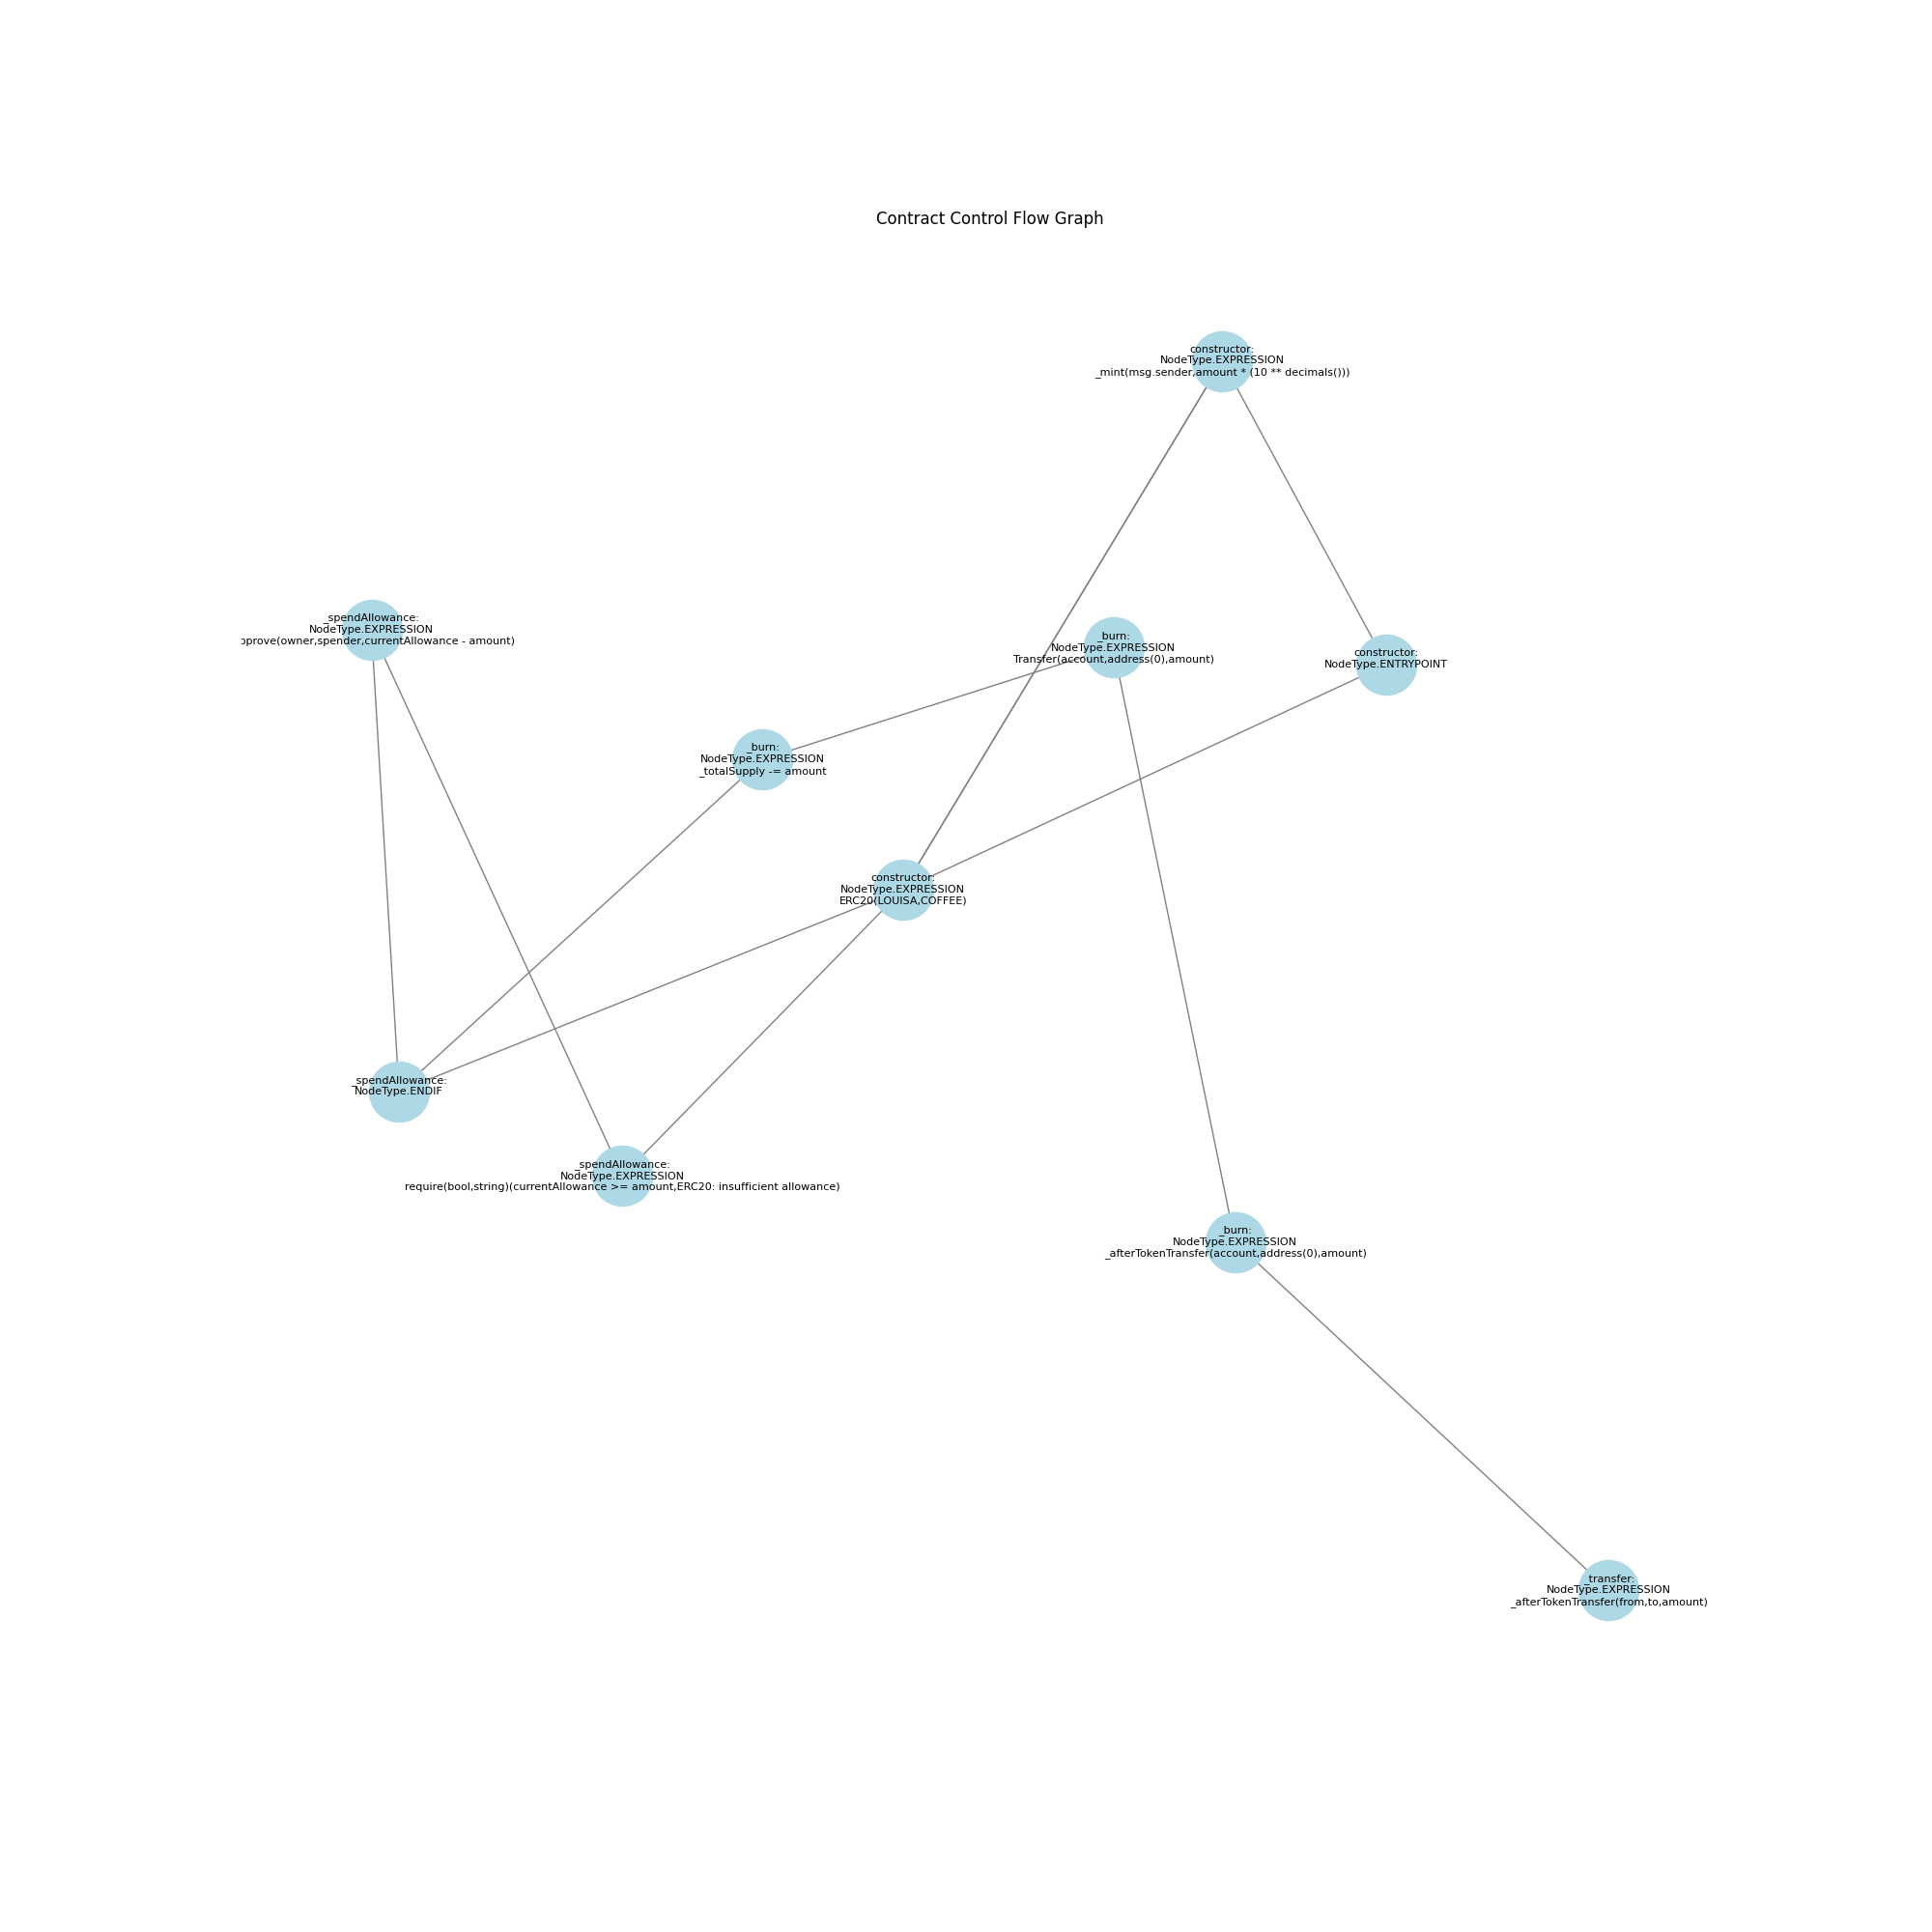 Contract Control Flow Graph
constructor:
NodeType.EXPRESSION
_mint(msg.sender,amount * (10 ** decimals()))
_spendAllowance:
NodeType.EXPRESSION
prove(owner,spender,currentAllowance - amount)
_burn:
NodeType.EXPRESSION
Transfer(account,address(0),amount)
constructor:
NodeType.ENTRYPOINT
_burn:
NodeType.EXPRESSION
_totalSupply -= amount
constructor:
NodeType.EXPRESSION
ERC20(LOUISA,COFFEE)
_spendAllowance:
NodeType.ENDIF
_spendAllowance:
NodeType.EXPRESSION
require(bool,string)(currentAllowance >= amount,ERC20: insufficient allowance)
_burn:
NodeType.EXPRESSION
_afterTokenTransfer(account,address(0),amount)
_transfer:
NodeType.EXPRESSION
_afterTokenTransfer(from,to,amount)